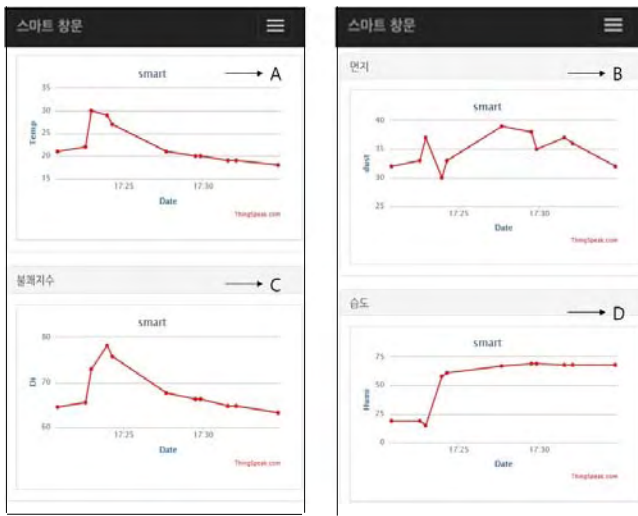 스마트 창문
smart
A
35
30
25
20
15
Temp
17:25
17:30
Date
ThingSpeak.com
불쾌지수
C
smart
80
70
60
DI
17:25
17:30
Date
ThingSpeak.com
스마트 창문
먼지
B
smart
40
35
30
25
dust
17:25
17:30
Date
ThingSpeak.com
습도
D
smart
75
50
25
0
Humi
17:25
17:30
Date
ThingSpeak.com